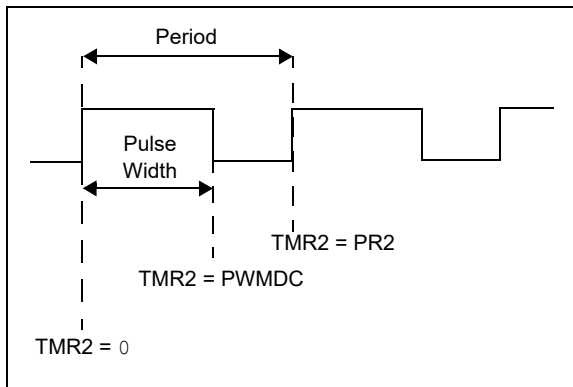 Period
Pulse
Width
TMR2 = PR2
TMR2 = PWMDC
TMR2 = 0